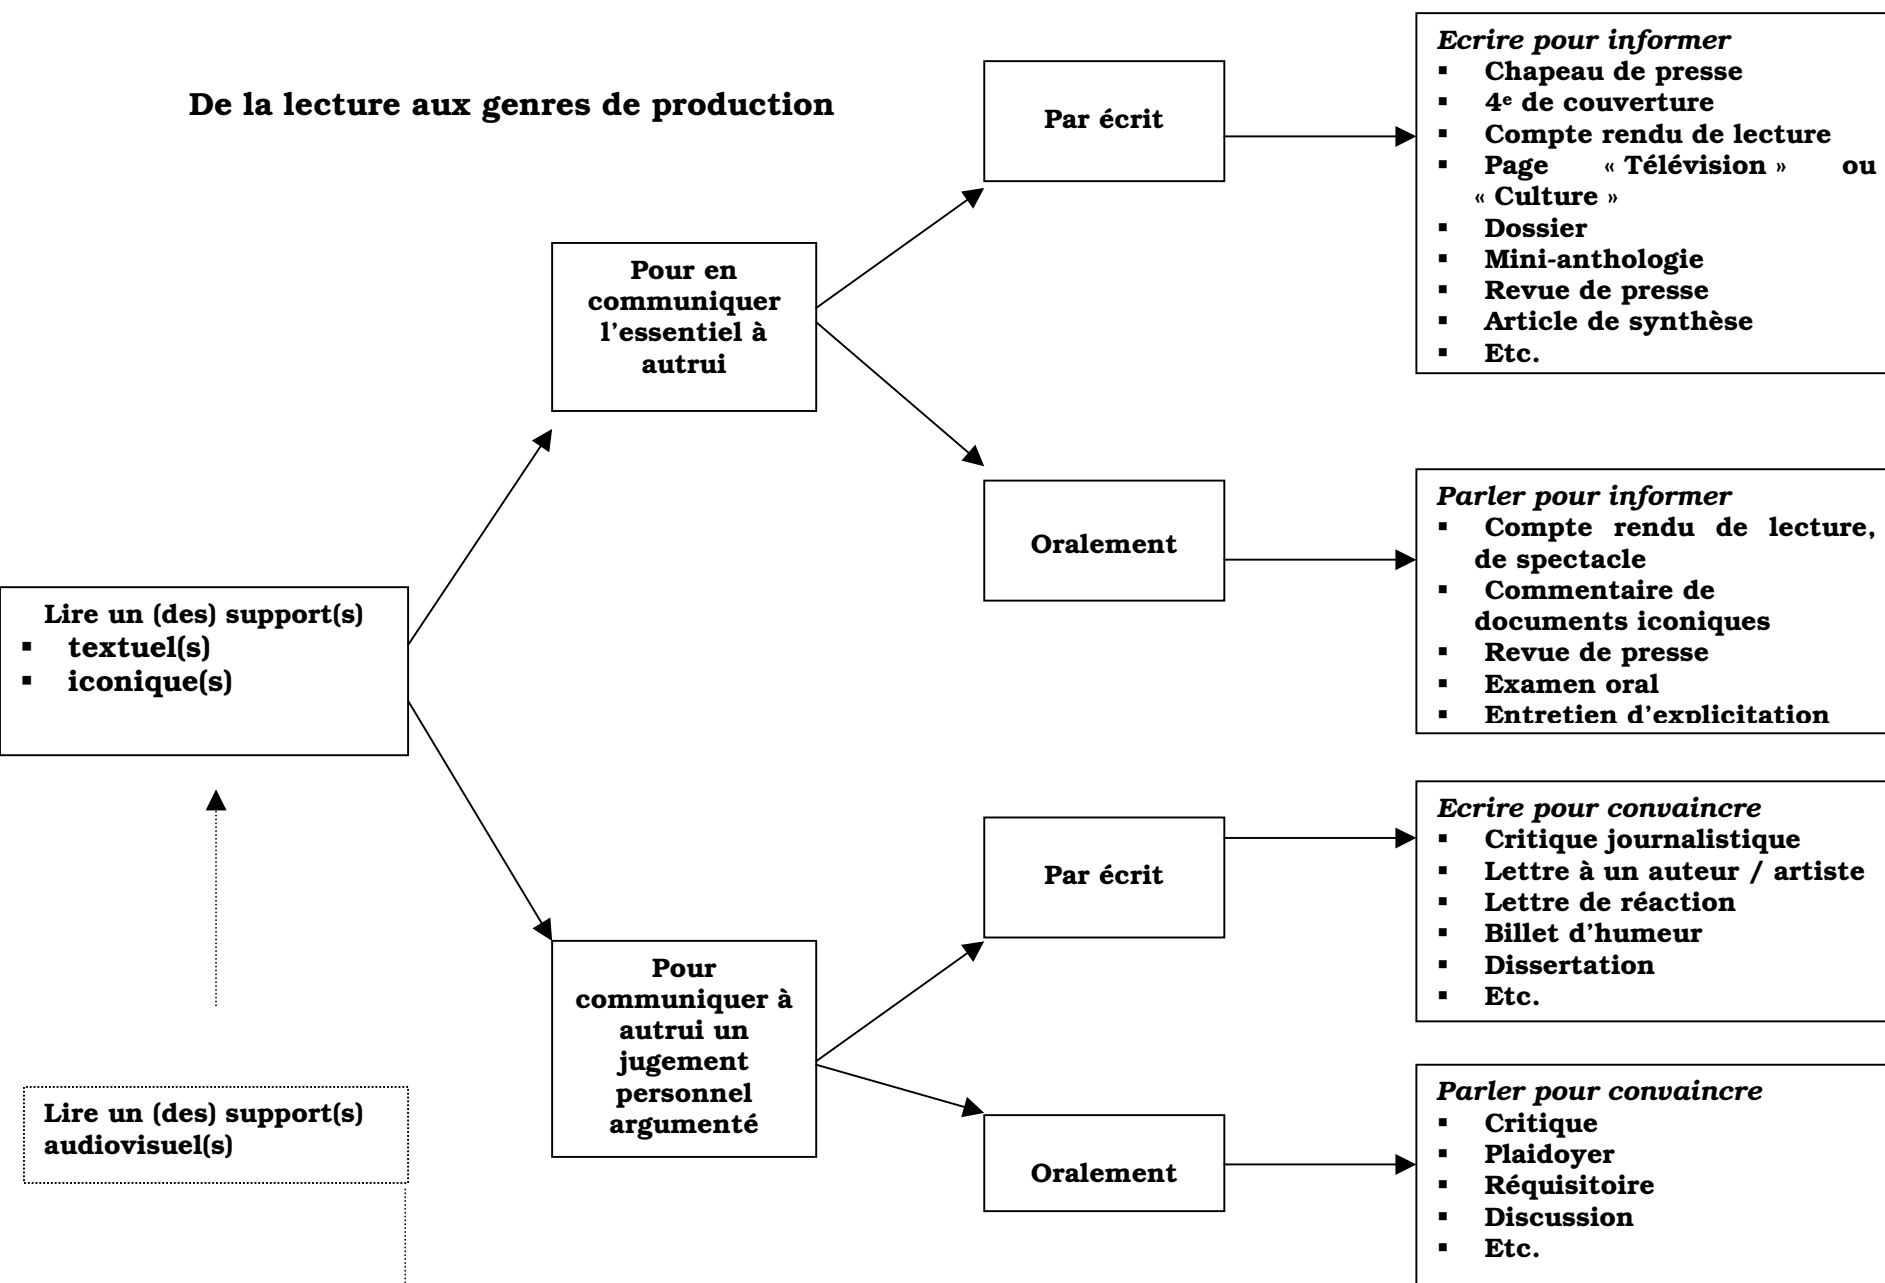 De la lecture aux genres de production
Par écrit
Ecrire pour informer
▪ Chapeau de presse
▪ 4e de couverture
▪ Compte rendu de lecture
▪ Page « Télévision » ou
« Culture »
▪ Dossier
▪ Mini-anthologie
▪ Revue de presse
▪ Article de synthèse
▪ Etc.
Pour en
communiquer
l’essentiel à
autrui
Oralement
Parler pour informer
▪ Compte rendu de lecture,
de spectacle
▪ Commentaire de
documents iconiques
▪ Revue de presse
▪ Examen oral
▪ Entretien d’explicitation
Lire un (des) support(s)
▪ textuel(s)
▪ iconique(s)
Par écrit
Ecrire pour convaincre
▪ Critique journalistique
▪ Lettre à un auteur / artiste
▪ Lettre de réaction
▪ Billet d’humeur
▪ Dissertation
▪ Etc.
Pour
communiquer à
autrui un
jugement
personnel
argumenté
Lire un (des) support(s)
audiovisuel(s)
Oralement
Parler pour convaincre
▪ Critique
▪ Plaidoyer
▪ Réquisitoire
▪ Discussion
▪ Etc.